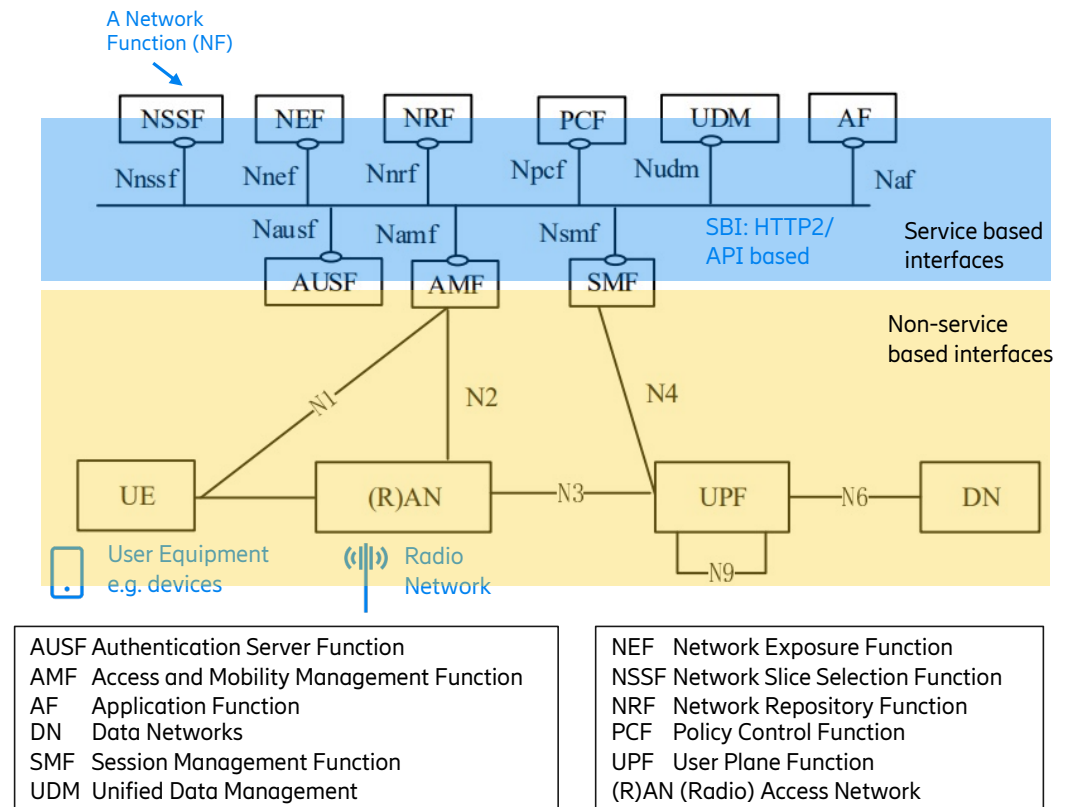 A Network
Function (NF)
NSSF NEF NRF PCF UDM AF
Nnssf Nnef Nnrf Npcf Nudm Naf
Nausf Namf Nsmf
SBI: HTTP2/
API based
Service based
interfaces
AUSF AMF SMF
Non-service
based interfaces
N1 N2 N4
UE (R)AN N3 UPF N6 DN
N9
User Equipment
e.g. devices
Radio
Network
AUSF Authentication Server Function
AMF Access and Mobility Management Function
AF Application Function
DN Data Networks
SMF Session Management Function
UDM Unified Data Management
NEF Network Exposure Function
NSSF Network Slice Selection Function
NRF Network Repository Function
PCF Policy Control Function
UPF User Plane Function
(R)AN (Radio) Access Network